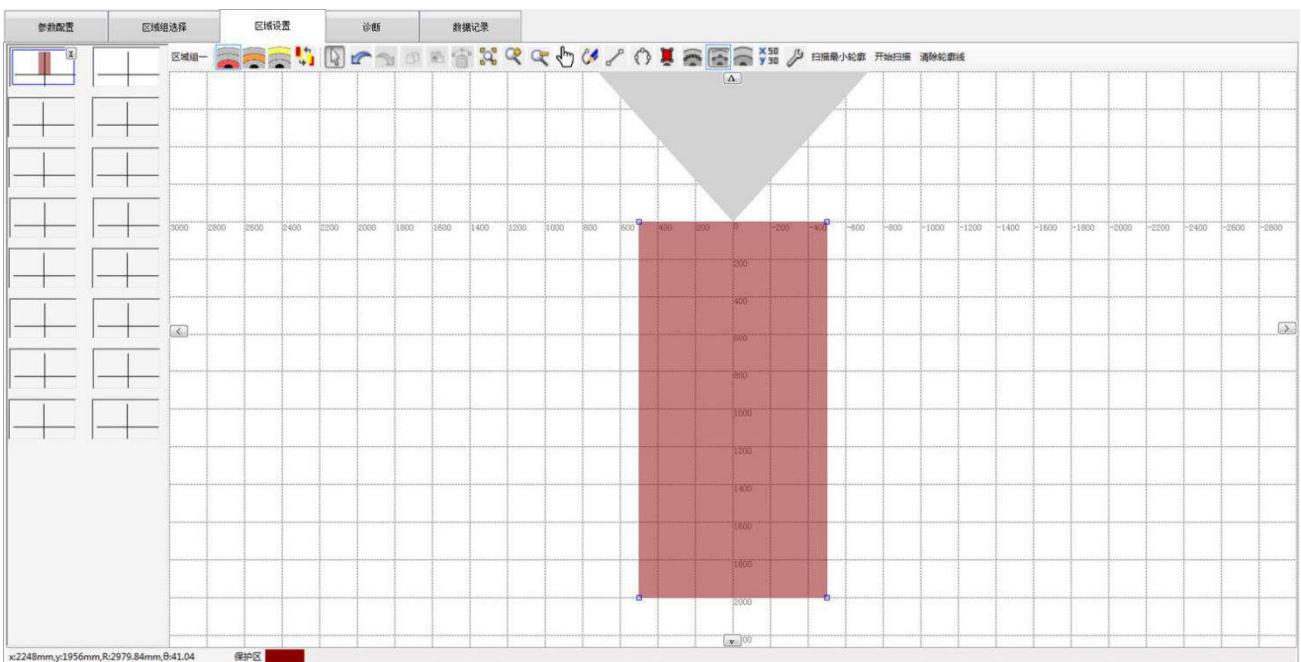 参数配置 区域组选择 区域设置 诊断 数据记录
X 区域组一 X 50 扫描最小轮廓 开始扫描 清除轮廓线
Y 30
Λ
3000 2800 2600 2400 2200 2000 1800 1600 1400 1200 1000 800 600 400 200 0 -200 -400 -600 -800 -1000 -1200 -1400 -1600 -1800 -2000 -2200 -2400 -2600 -2800
200
400
< 600 >
800
1000
1200
1400
1600
1800
2000
v 00
x:2248mm,y:1956mm,R:2979.84mm,θ:41.04 保护区